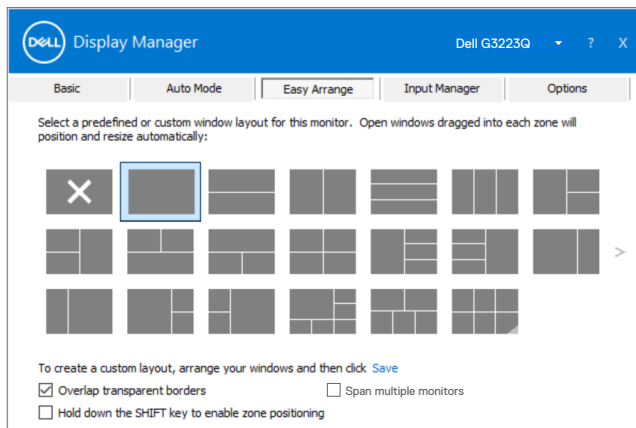 DELL Display Manager Dell G3223Q ? X
Basic Auto Mode Easy Arrange Input Manager Options
Select a predefined or custom window layout for this monitor. Open windows dragged into each zone will
position and resize automatically:
>
To create a custom layout, arrange your windows and then click Save
Overlap transparent borders Span multiple monitors
Hold down the SHIFT key to enable zone positioning